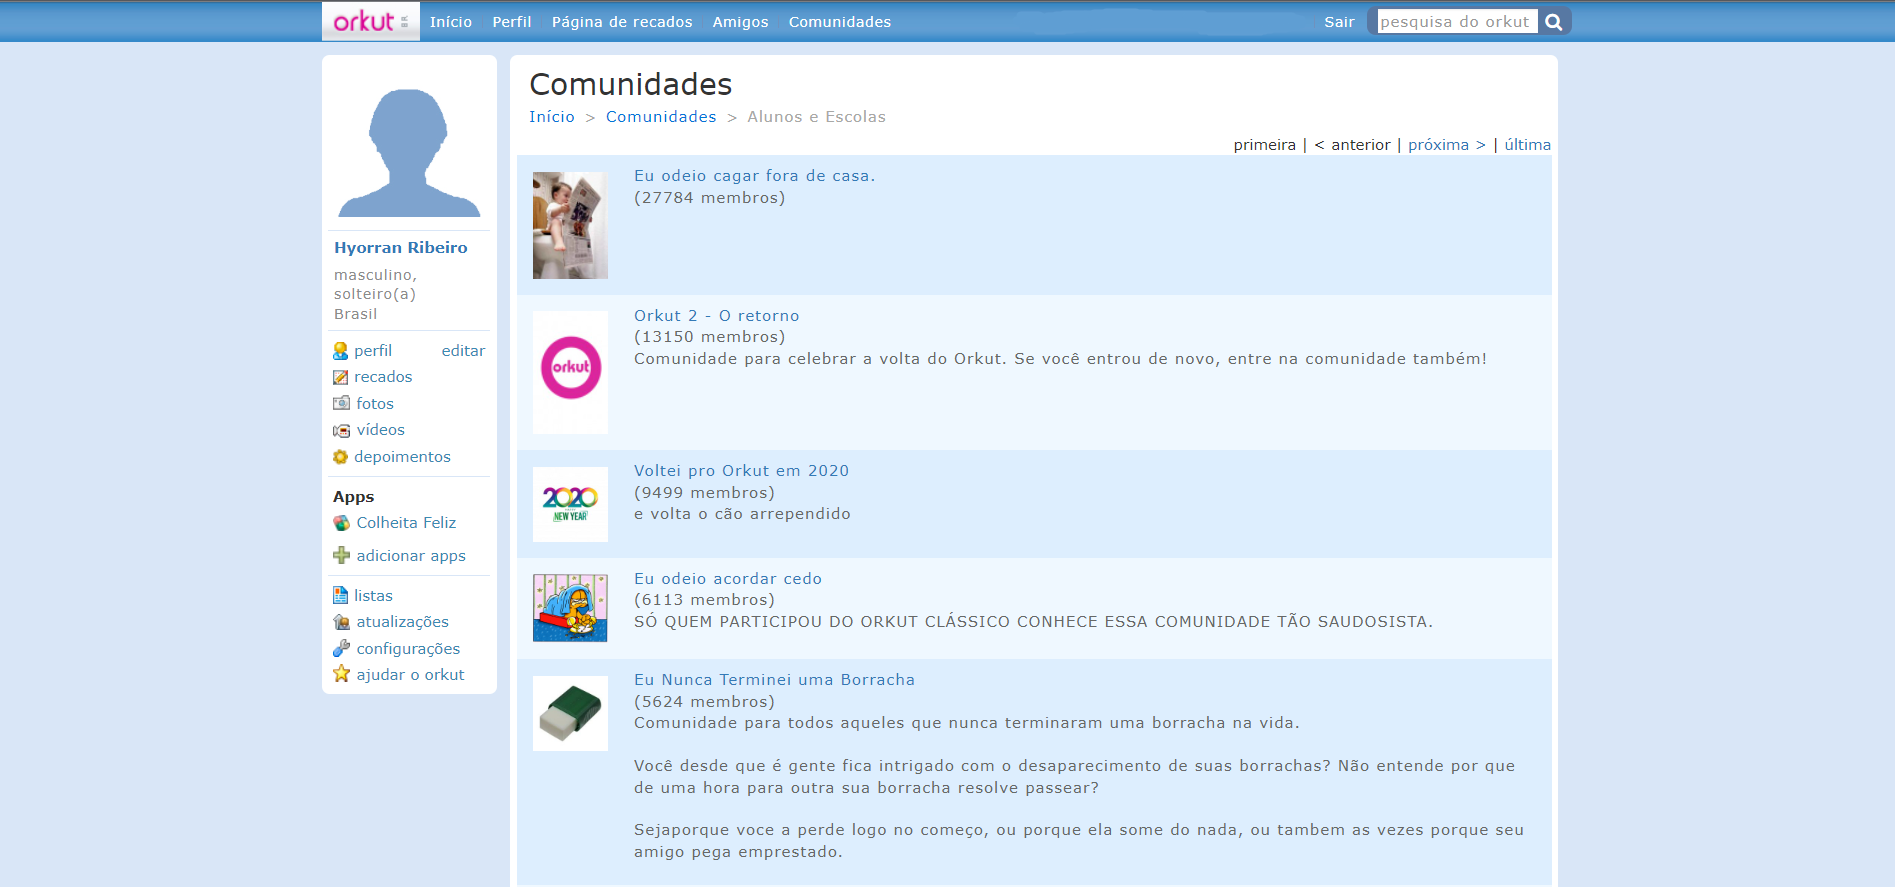 orkut BR
Início Perfil Página de recados Amigos Comunidades Sair pesquisa do orkut
Hyorran Ribeiro
masculino,
solteiro(a)
Brasil
perfil editar
recados
fotos
vídeos
depoimentos
Apps
Colheita Feliz
adicionar apps
listas
atualizações
configurações
ajudar o orkut
Comunidades
Início > Comunidades > Alunos e Escolas
primeira | < anterior | próxima > | última
Eu odeio cagar fora de casa.
(27784 membros)
orkut
Orkut 2 - O retorno
(13150 membros)
Comunidade para celebrar a volta do Orkut. Se você entrou de novo, entre na comunidade também!
2020
NEW YEAR
Voltei pro Orkut em 2020
(9499 membros)
e volta o cão arrependido
Eu odeio acordar cedo
(6113 membros)
SÓ QUEM PARTICIPOU DO ORKUT CLÁSSICO CONHECE ESSA COMUNIDADE TÃO SAUDOSISTA.
Eu Nunca Terminei uma Borracha
(5624 membros)
Comunidade para todos aqueles que nunca terminaram uma borracha na vida.
Você desde que é gente fica intrigado com o desaparecimento de suas borrachas? Não entende por que
de uma hora para outra sua borracha resolve passear?
Sejaporque voce a perde logo no começo, ou porque ela some do nada, ou tambem as vezes porque seu
amigo pega emprestado.